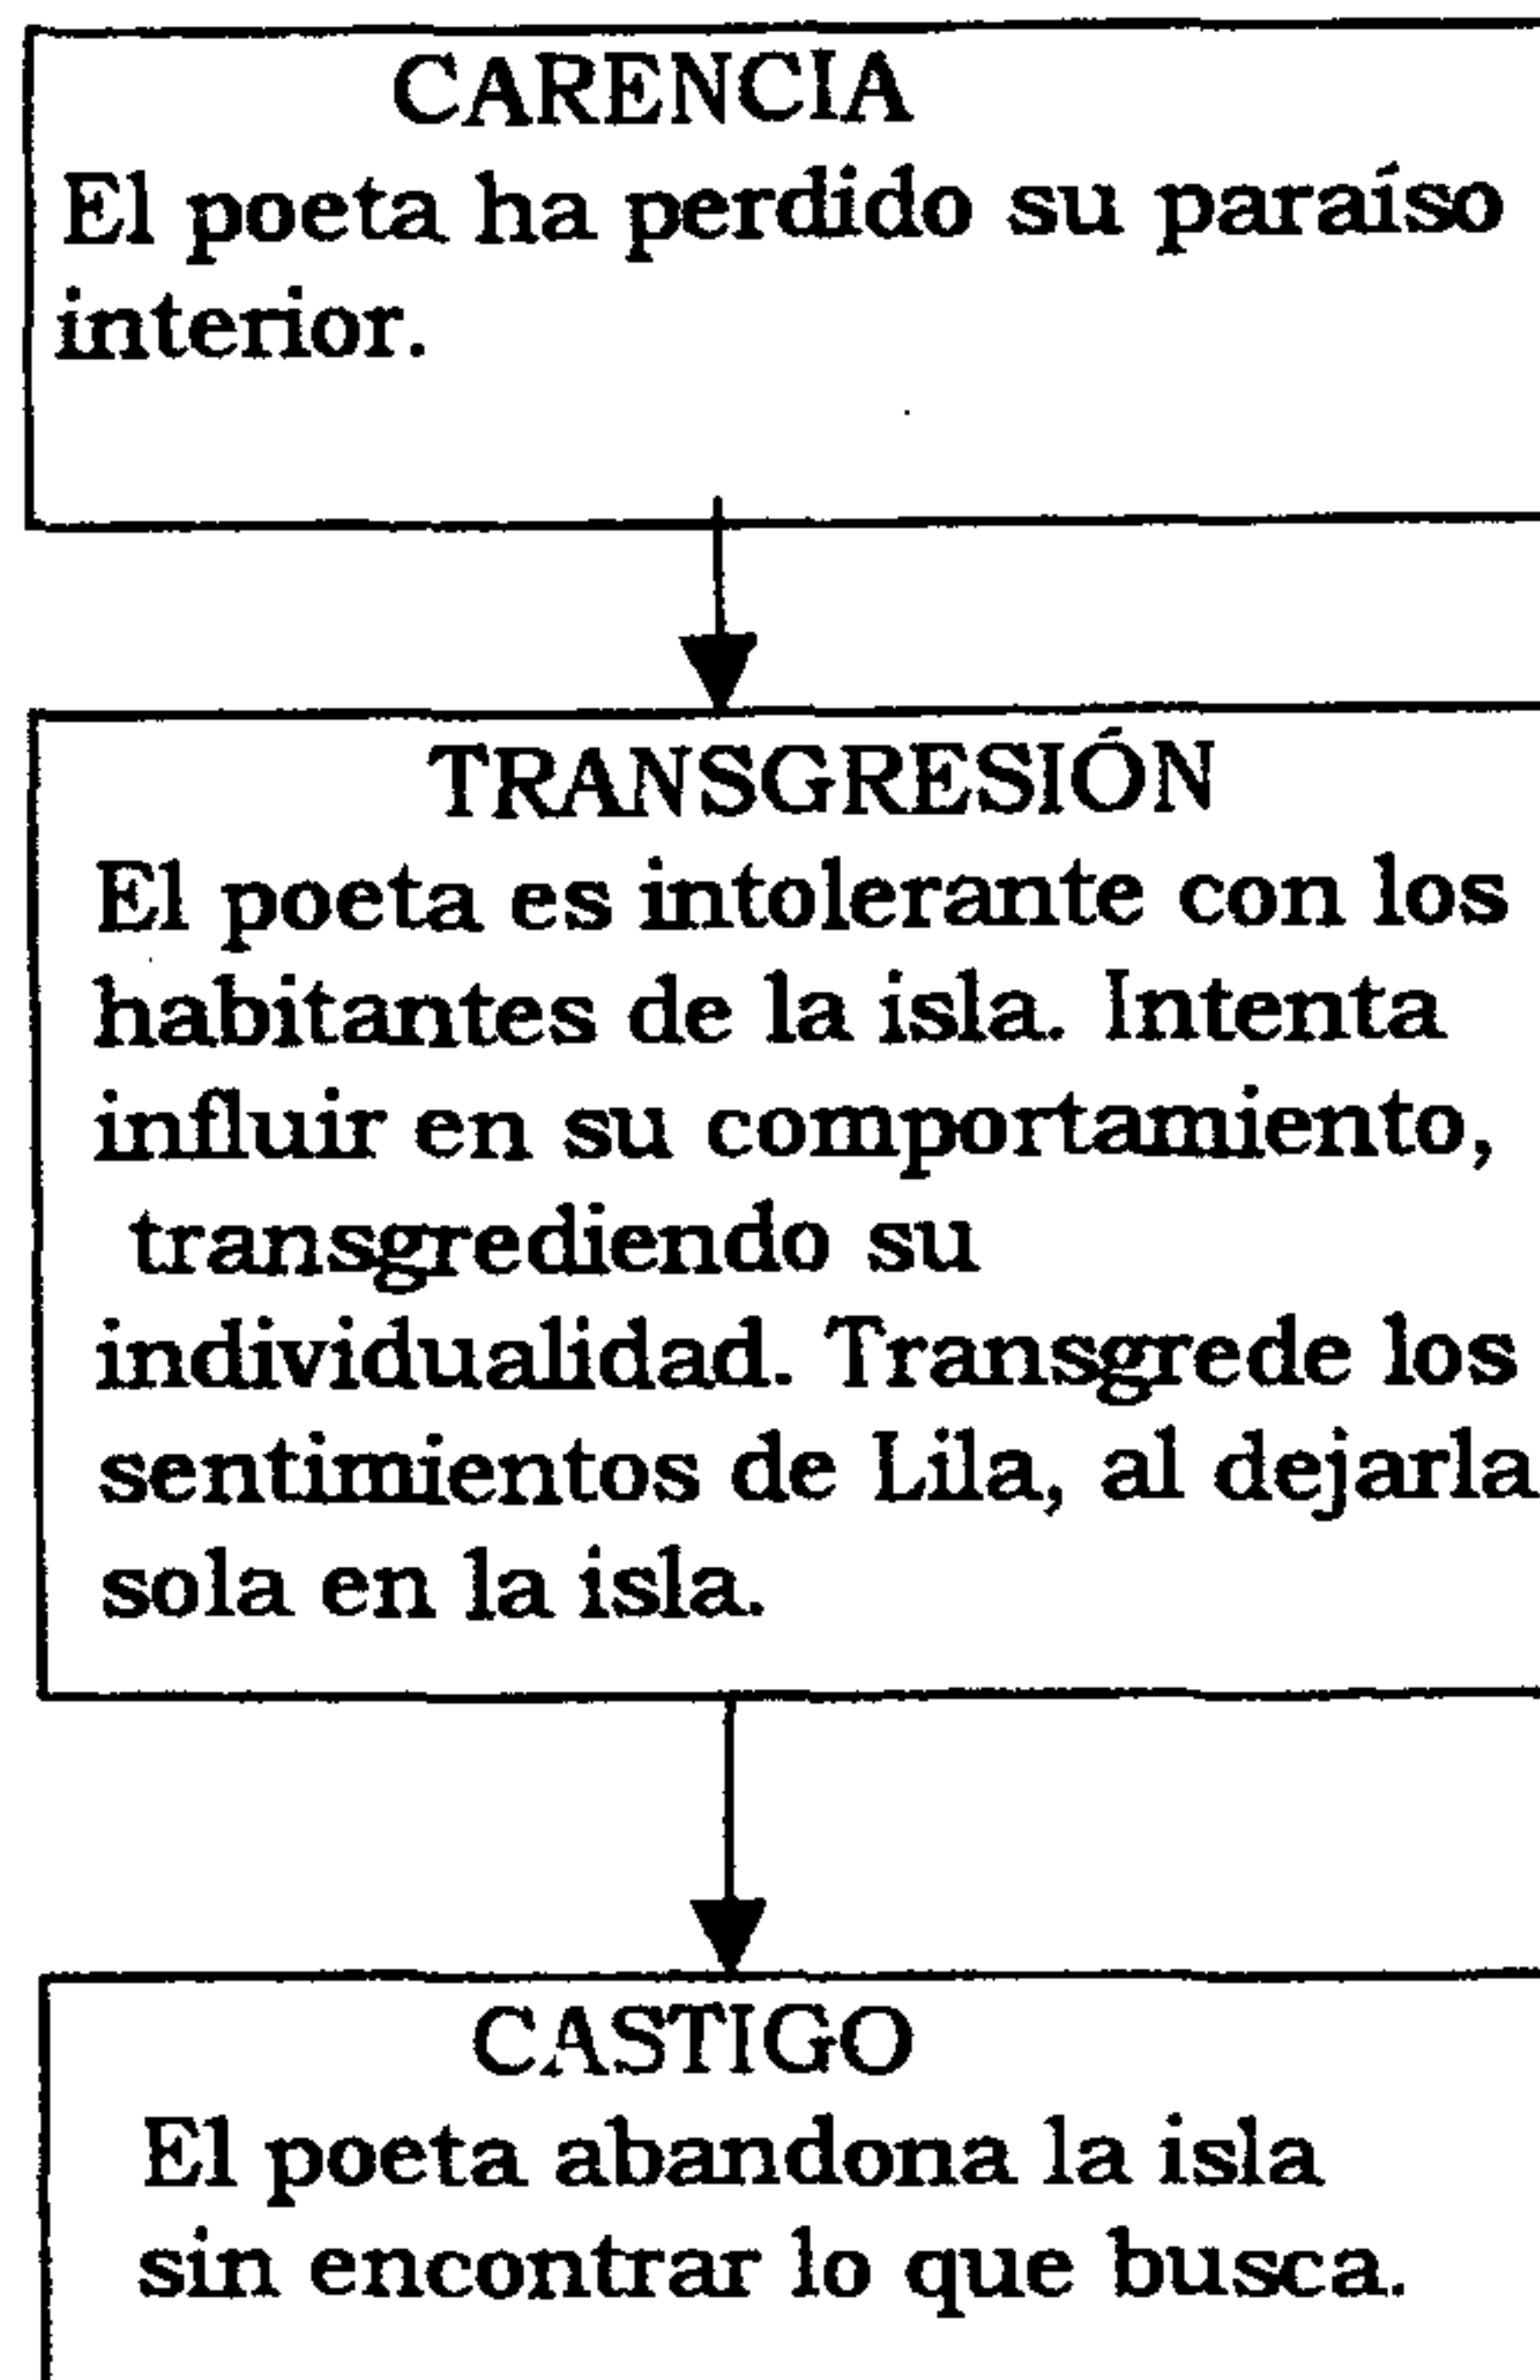 CARENCIA
El poeta ha perdido su paraíso
interior.
TRANSGRESIÓN
El poeta es intolerante con los
habitantes de la isla. Intenta
influir en su comportamiento,
transgrediendo su
individualidad. Transgrede los
sentimientos de Lila, al dejarla
sola en la isla.
CASTIGO
El poeta abandona la isla
sin encontrar lo que busca.